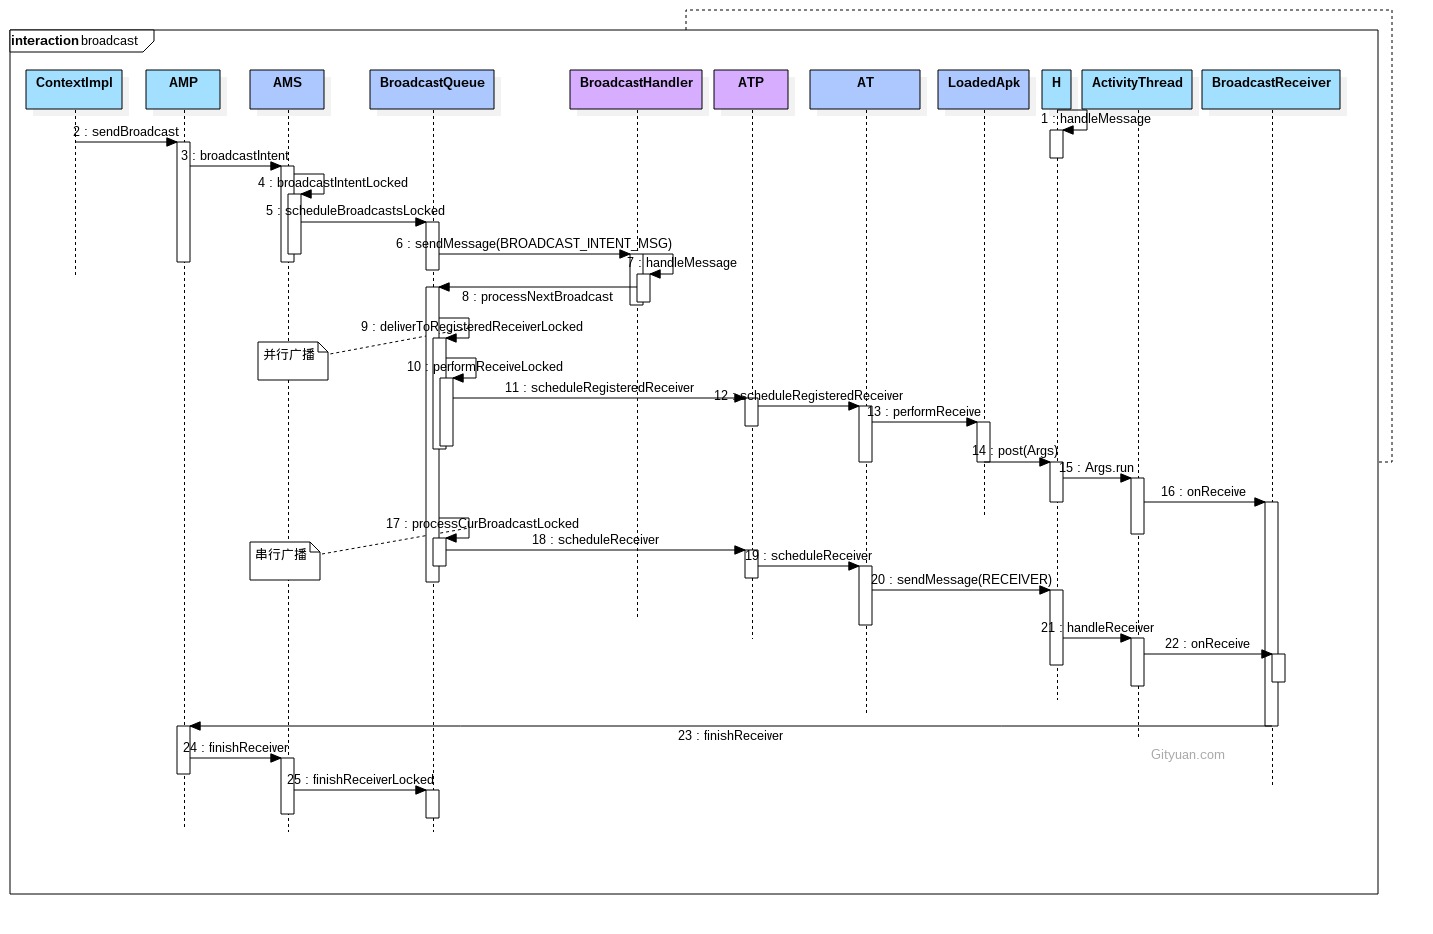 interaction broadcast
ContextImpl
AMP
AMS
BroadcastQueue
BroadcastHandler
ATP
AT
LoadedApk
H
ActivityThread
BroadcastReceiver
1 : handleMessage
2 : sendBroadcast
3 : broadcastIntent
4 : broadcastIntentLocked
5 : scheduleBroadcastsLocked
6 : sendMessage(BROADCAST_INTENT_MSG)
7 : handleMessage
8 : processNextBroadcast
9 : deliverToRegisteredReceiverLocked
并行广播
10 : performReceiveLocked
11 : scheduleRegisteredReceiver
12 : scheduleRegisteredReceiver
13 : performReceive
14 : post(Args)
15 : Args.run
16 : onReceive
17 : processCurBroadcastLocked
串行广播
18 : scheduleReceiver
19 : scheduleReceiver
20 : sendMessage(RECEIVER)
21 : handleReceiver
22 : onReceive
23 : finishReceiver
24 : finishReceiver
Gityuan.com
25 : finishReceiverLocked